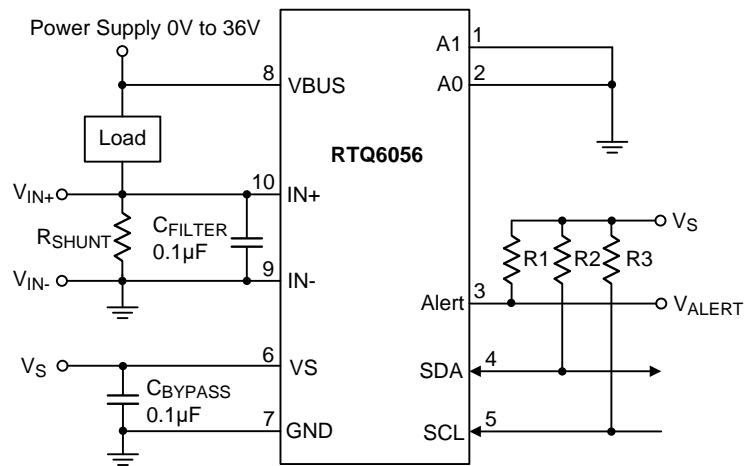 Power Supply 0V to 36V
8
VBUS
A1
1
A0
2
Load
RTQ6056
VIN+
10
IN+
RSHUNT
CFILTER
0.1µF
VIN-
9
IN-
VS
R1
R2
R3
Alert
3
VALERT
VS
6
VS
SDA
4
CBYPASS
0.1µF
7
GND
SCL
5